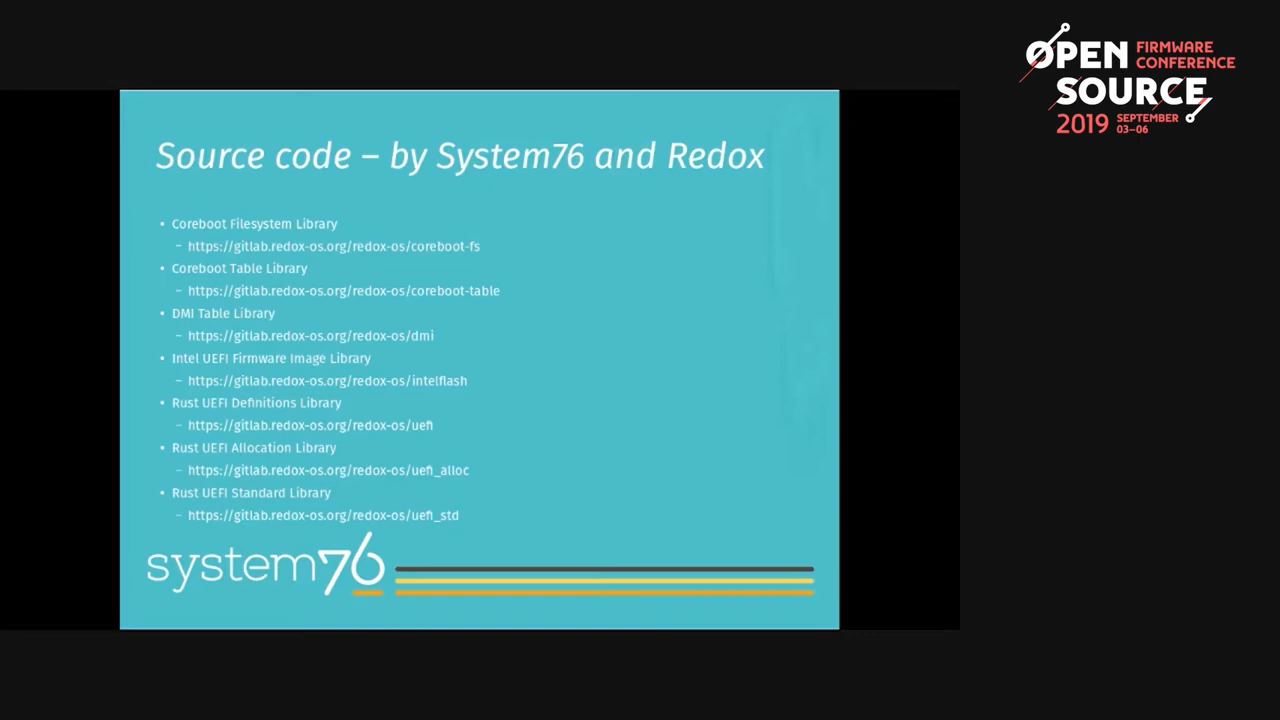 OPEN FIRMWARE
CONFERENCE
SOURCE
2019 SEPTEMBER
03–06
Source code – by System76 and Redox
• Coreboot Filesystem Library
– https://gitlab.redox-os.org/redox-os/coreboot-fs
• Coreboot Table Library
– https://gitlab.redox-os.org/redox-os/coreboot-table
• DMI Table Library
– https://gitlab.redox-os.org/redox-os/dmi
• Intel UEFI Firmware Image Library
– https://gitlab.redox-os.org/redox-os/intelflash
• Rust UEFI Definitions Library
– https://gitlab.redox-os.org/redox-os/uefi
• Rust UEFI Allocation Library
– https://gitlab.redox-os.org/redox-os/uefi_alloc
• Rust UEFI Standard Library
– https://gitlab.redox-os.org/redox-os/uefi_std
system76